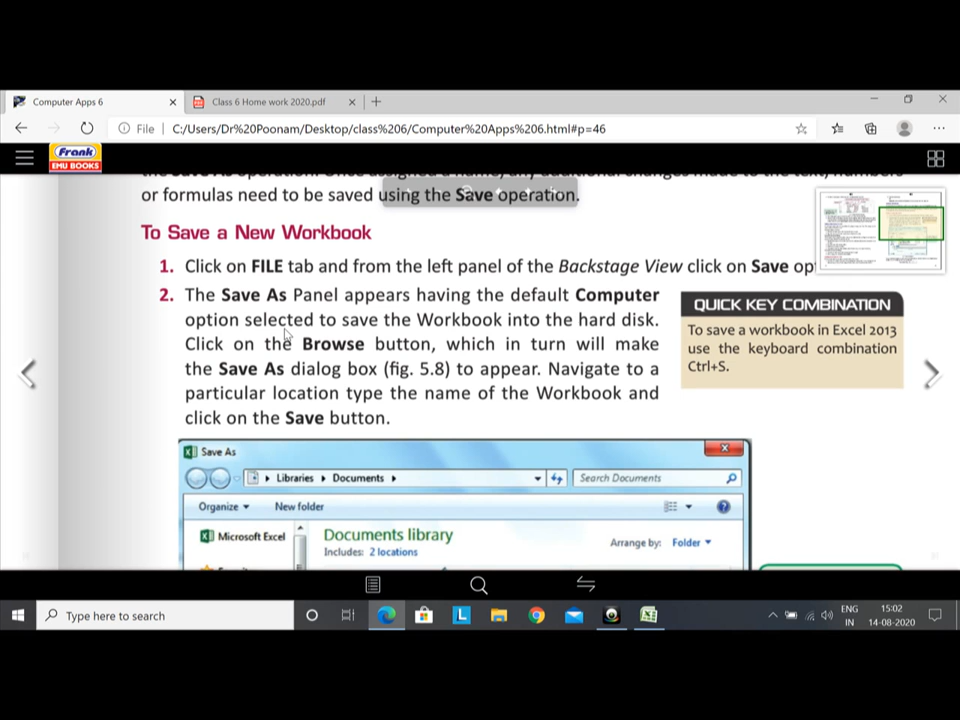 Computer Apps 6
Class 6 Home work 2020.pdf
File
C:/Users/Dr%20Poonam/Desktop/class%206/Computer%20Apps%206.html#p=46
Frank
EMU BOOKS
or formulas need to be saved using the Save operation.
To Save a New Workbook
1. Click on FILE tab and from the left panel of the Backstage View click on Save op
2. The Save As Panel appears having the default Computer
option selected to save the Workbook into the hard disk.
Click on the Browse button, which in turn will make
the Save As dialog box (fig. 5.8) to appear. Navigate to a
particular location type the name of the Workbook and
click on the Save button.
QUICK KEY COMBINATION
To save a workbook in Excel 2013
use the keyboard combination
Ctrl+S.
Save As
Libraries
Documents
Search Documents
Organize
New folder
Microsoft Excel
Documents library
Includes: 2 locations
Arrange by: Folder
Type here to search
ENG
IN
15:02
14-08-2020